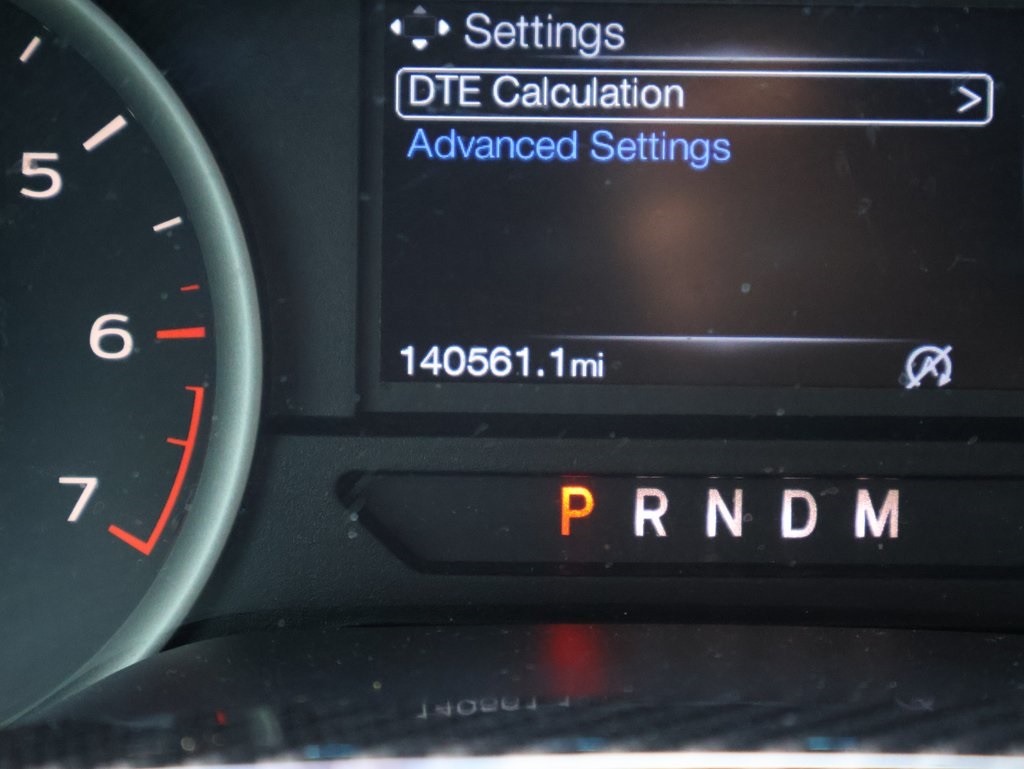 Settings
DTE Calculation >
Advanced Settings
5
6
7
140561.1mi
A
P R N D M